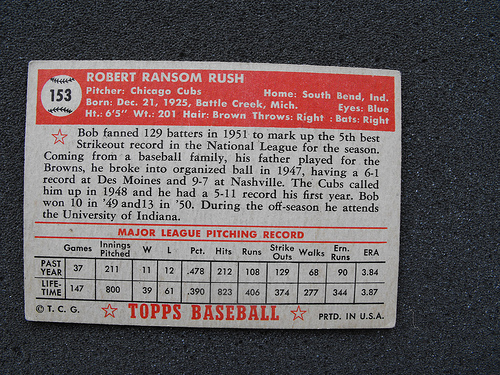 153
ROBERT RANSOM RUSH
Pitcher: Chicago Cubs Home: South Bend, Ind.
Born: Dec. 21, 1925, Battle Creek, Mich. Eyes: Blue
Ht.: 6'5" Wt.: 201 Hair: Brown Throws: Right : Bats: Right
Bob fanned 129 batters in 1951 to mark up the 5th best
Strikeout record in the National League for the season.
Coming from a baseball family, his father played for the
Browns, he broke into organized ball in 1947, having a 6-1
record at Des Moines and 9-7 at Nashville. The Cubs called
him up in 1948 and he had a 5-11 record his first year. Bob
won 10 in '49 and 13 in '50. During the off-season he attends
the University of Indiana.
MAJOR LEAGUE PITCHING RECORD
Games Innings Pitched W L Pct. Hits Runs Strike Outs Walks Ern. Runs ERA
PAST YEAR 37 211 11 12 .478 212 108 129 68 90 3.84
LIFE-TIME 147 800 39 61 .390 823 406 374 277 344 3.87
© T. C. G. TOPPS BASEBALL PRTD. IN U.S.A.